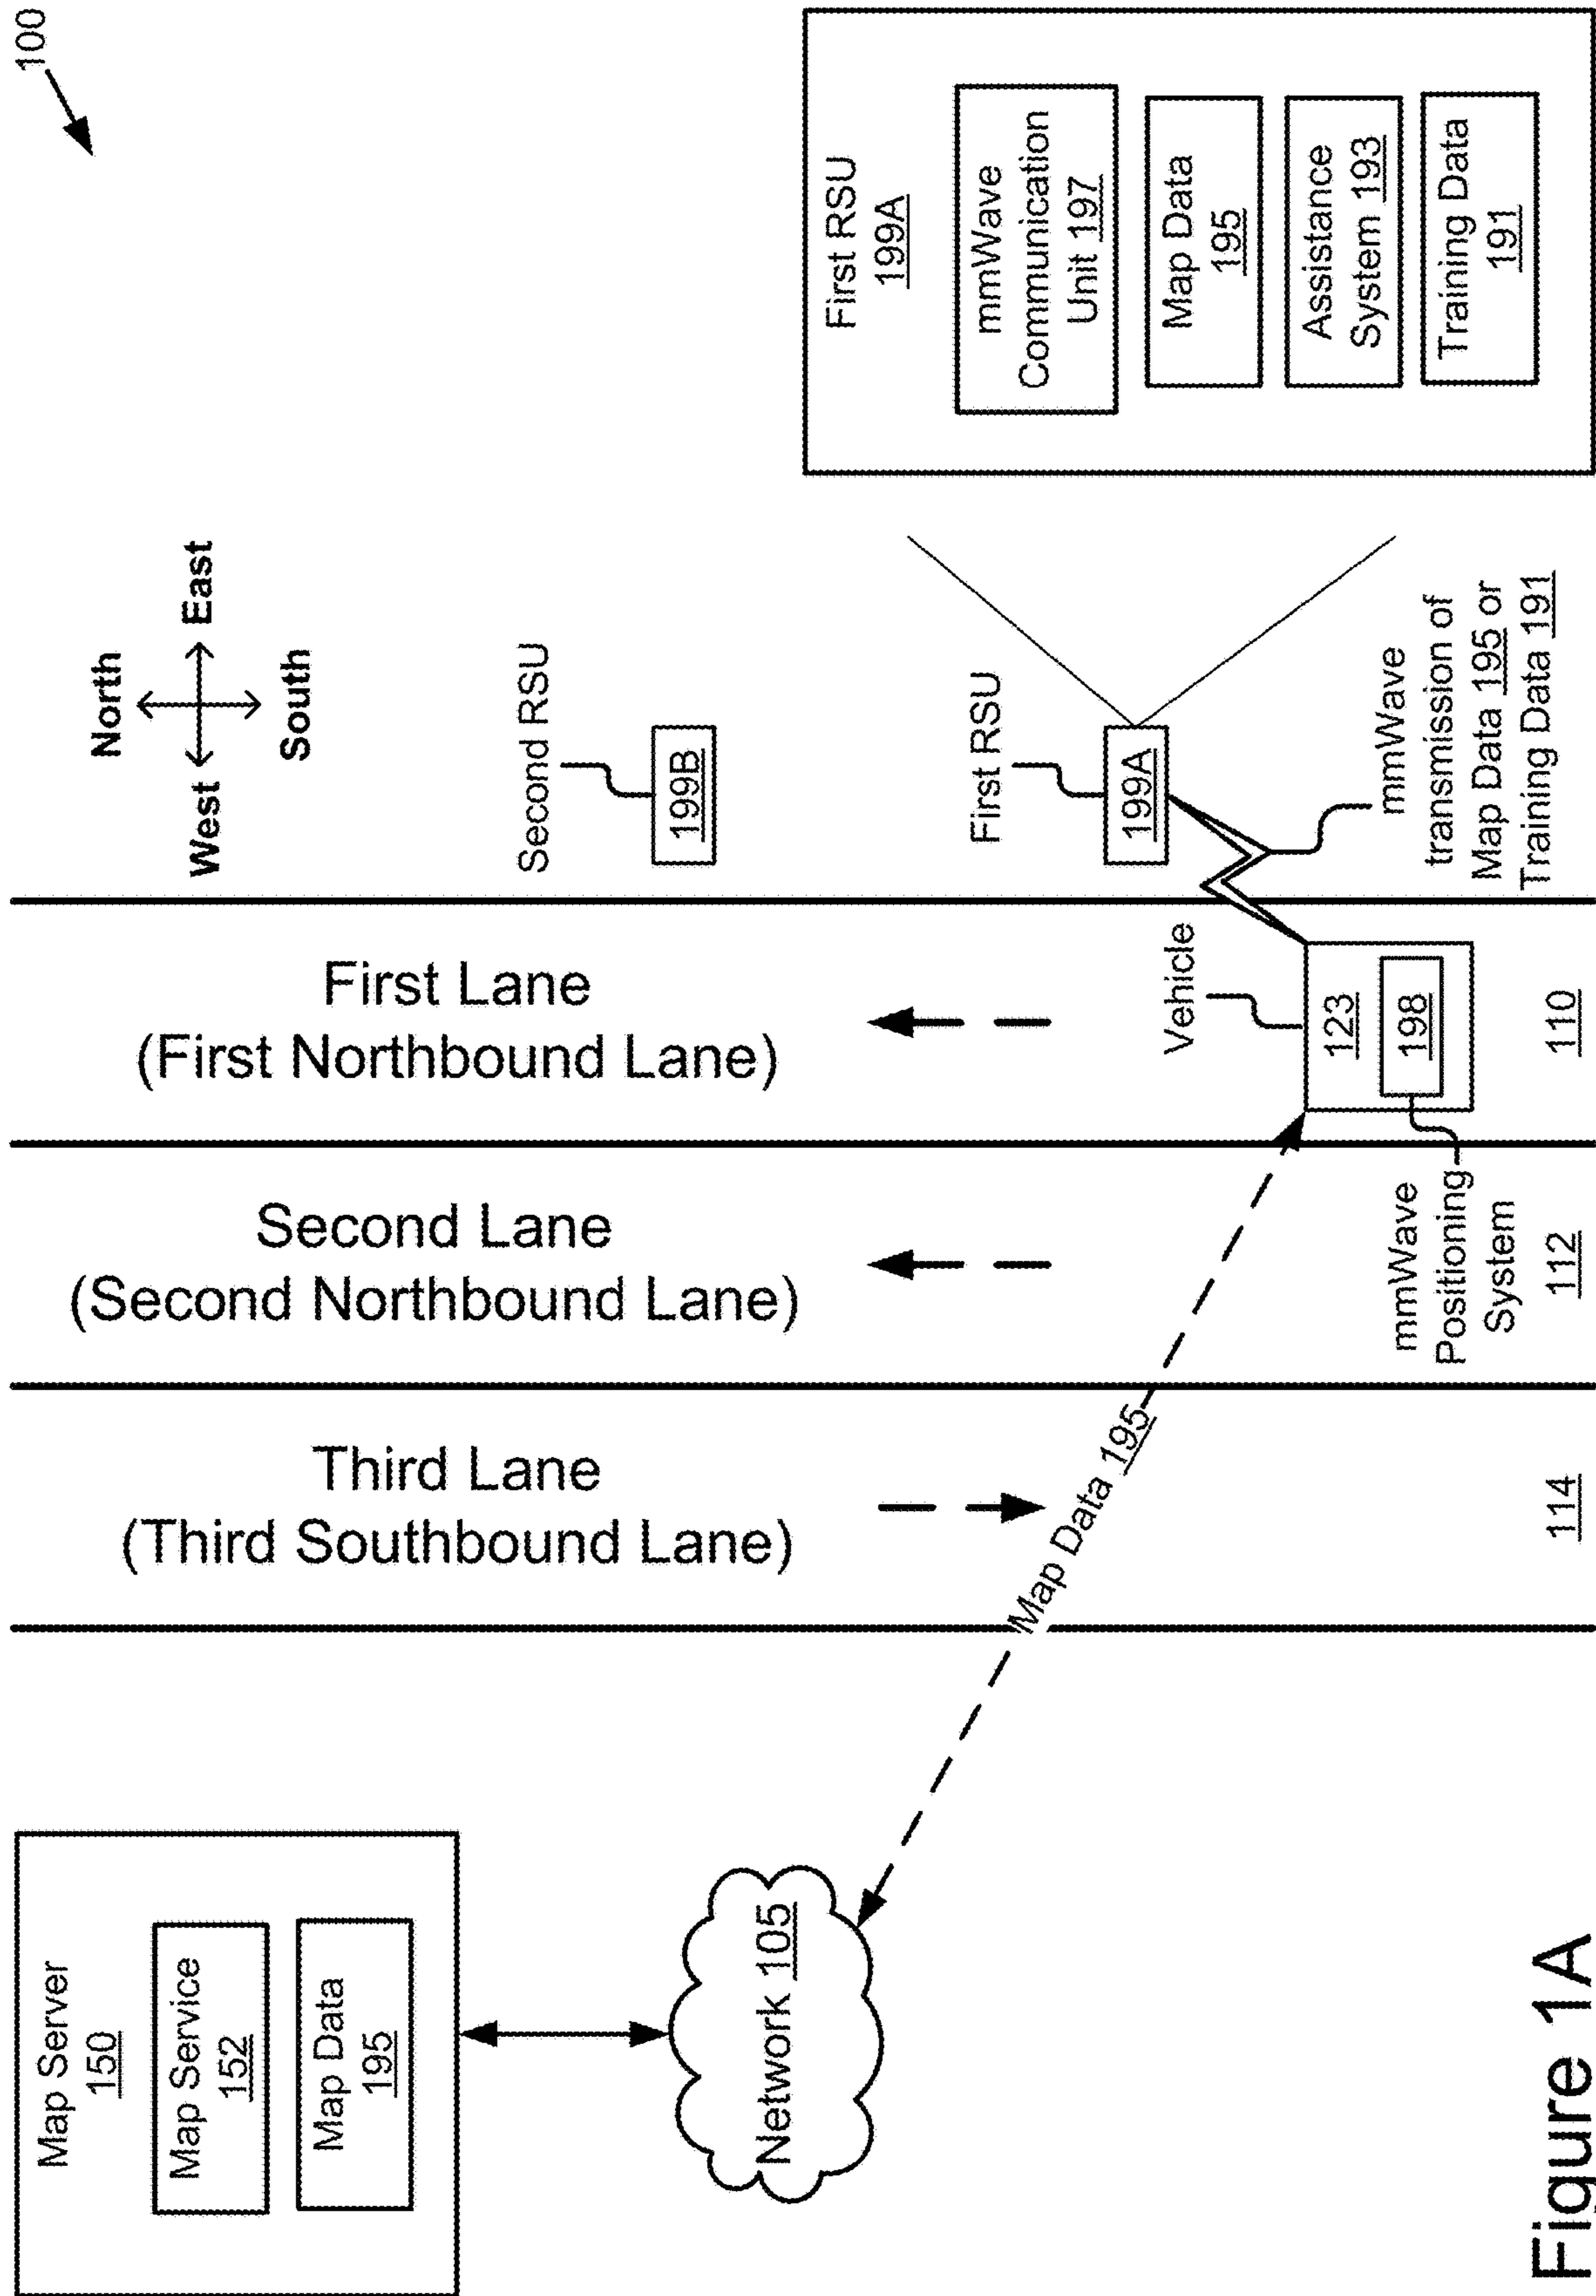 100
Map Server
150
Map Service
152
Map Data
195
Network 105
Map Data 195
Third Lane
(Third Southbound Lane)
114
Second Lane
(Second Northbound Lane)
112
First Lane
(First Northbound Lane)
110
Vehicle
123
198
mmWave
Positioning
System
North
West
East
South
Second RSU
199B
First RSU
199A
mmWave
transmission of
Map Data 195 or
Training Data 191
First RSU
199A
mmWave
Communication
Unit 197
Map Data
195
Assistance
System 193
Training Data
191
Figure 1A